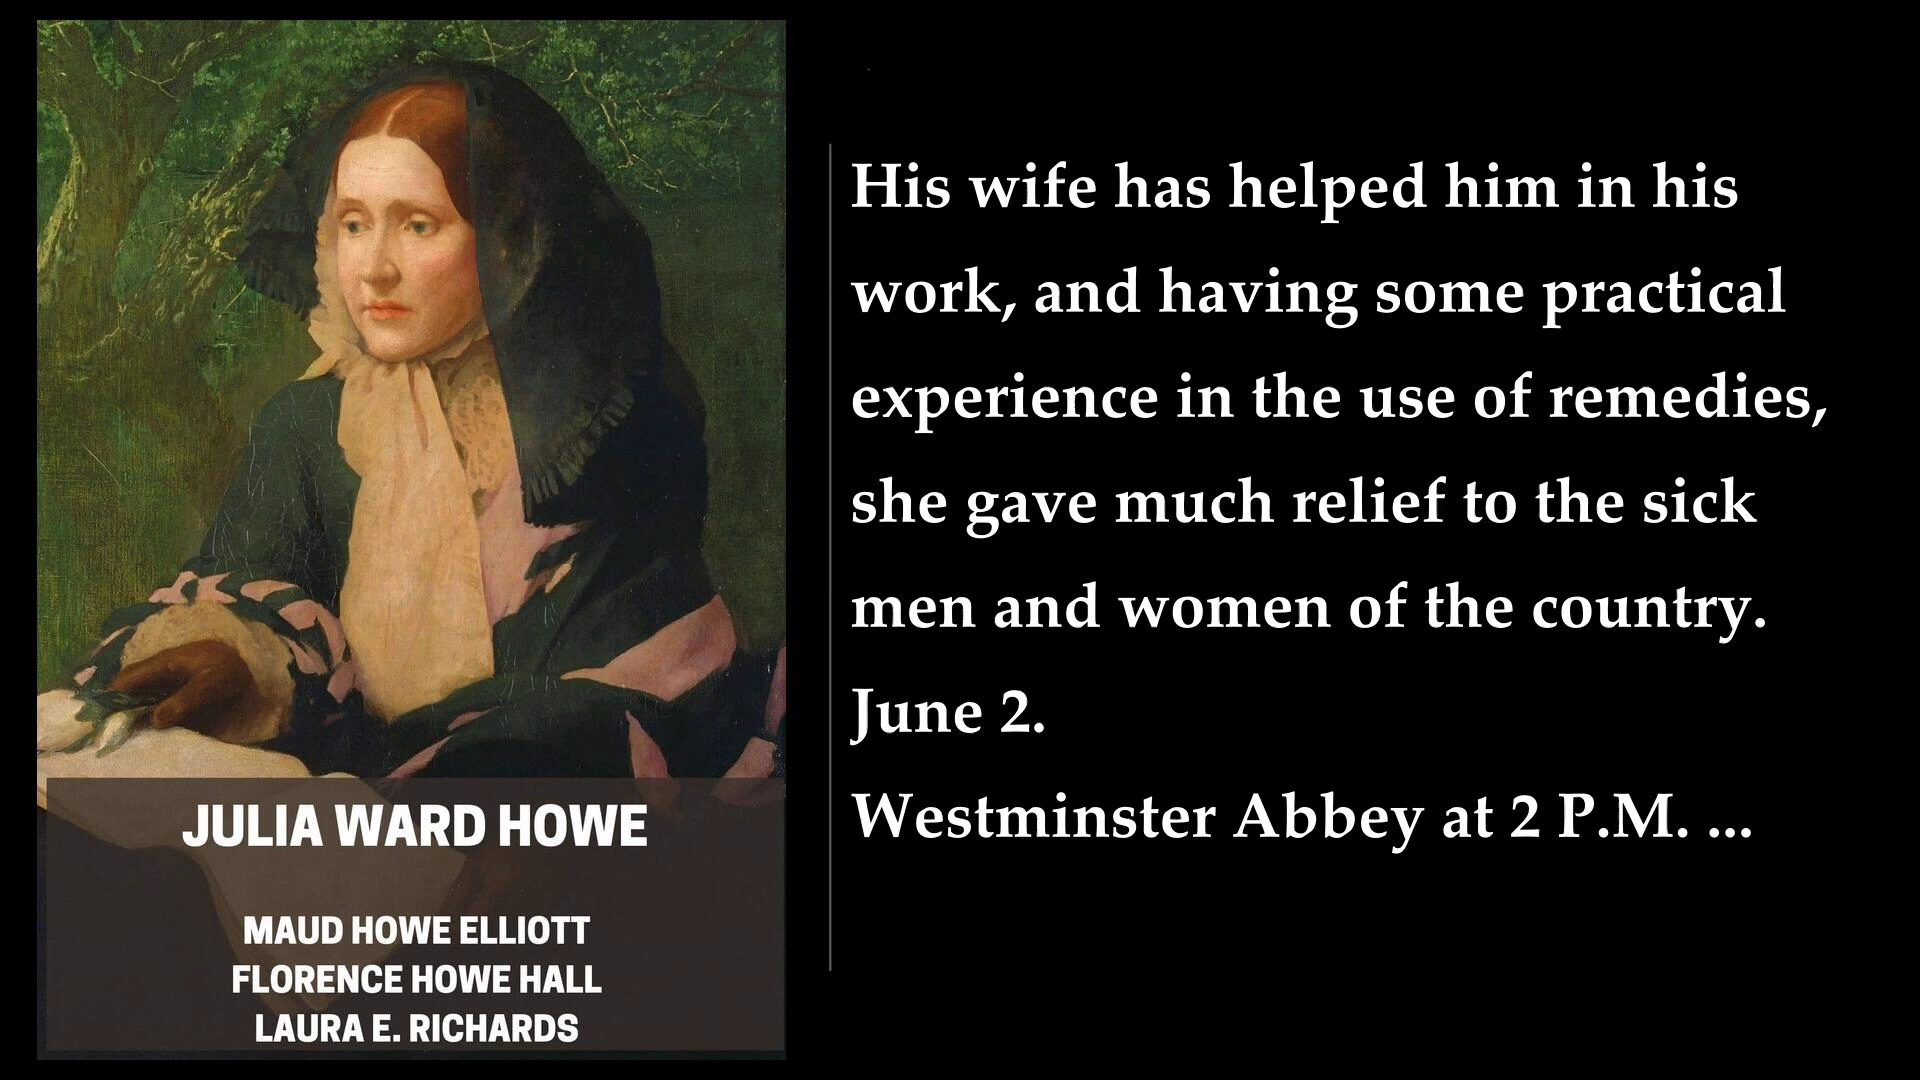 JULIA WARD HOWE
MAUD HOWE ELLIOTT
FLORENCE HOWE HALL
LAURA E. RICHARDS
His wife has helped him in his
work, and having some practical
experience in the use of remedies,
she gave much relief to the sick
men and women of the country.
June 2.
Westminster Abbey at 2 P.M. ...